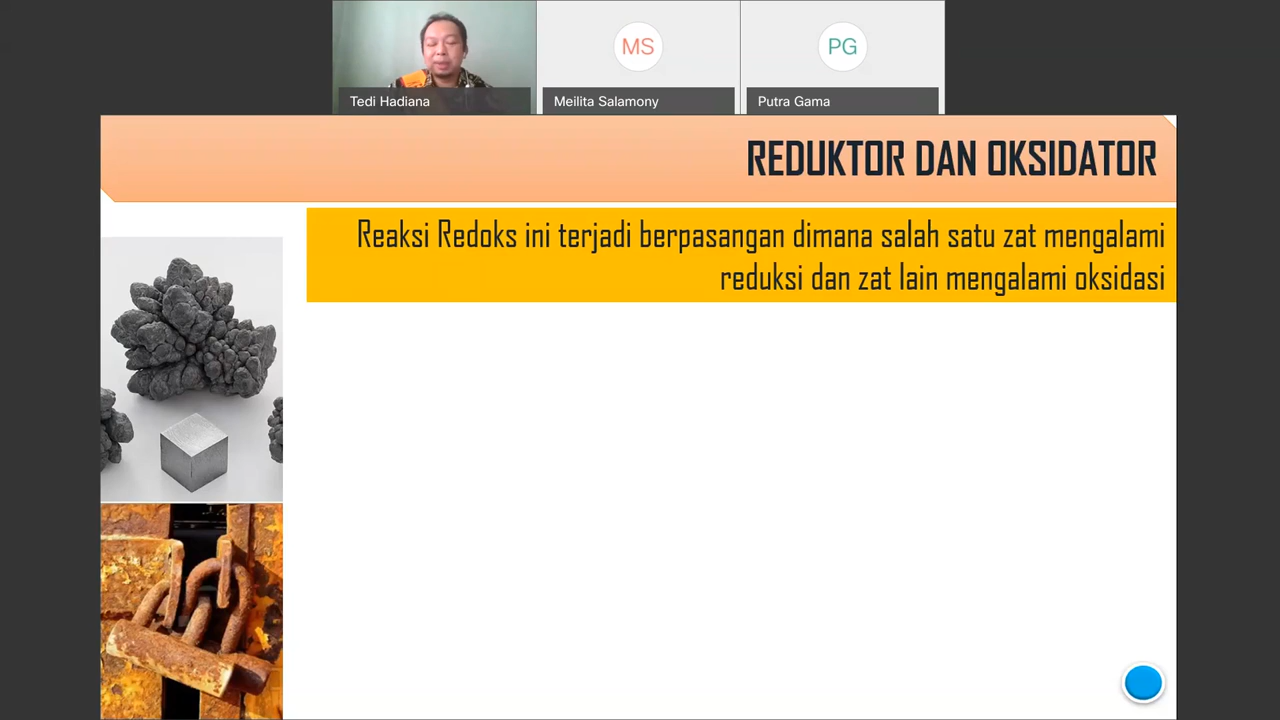 MS
PG
Tedi Hadiana
Meilita Salamony
Putra Gama
REDUKTOR DAN OKSIDATOR
Reaksi Redoks ini terjadi berpasangan dimana salah satu zat mengalami
reduksi dan zat lain mengalami oksidasi